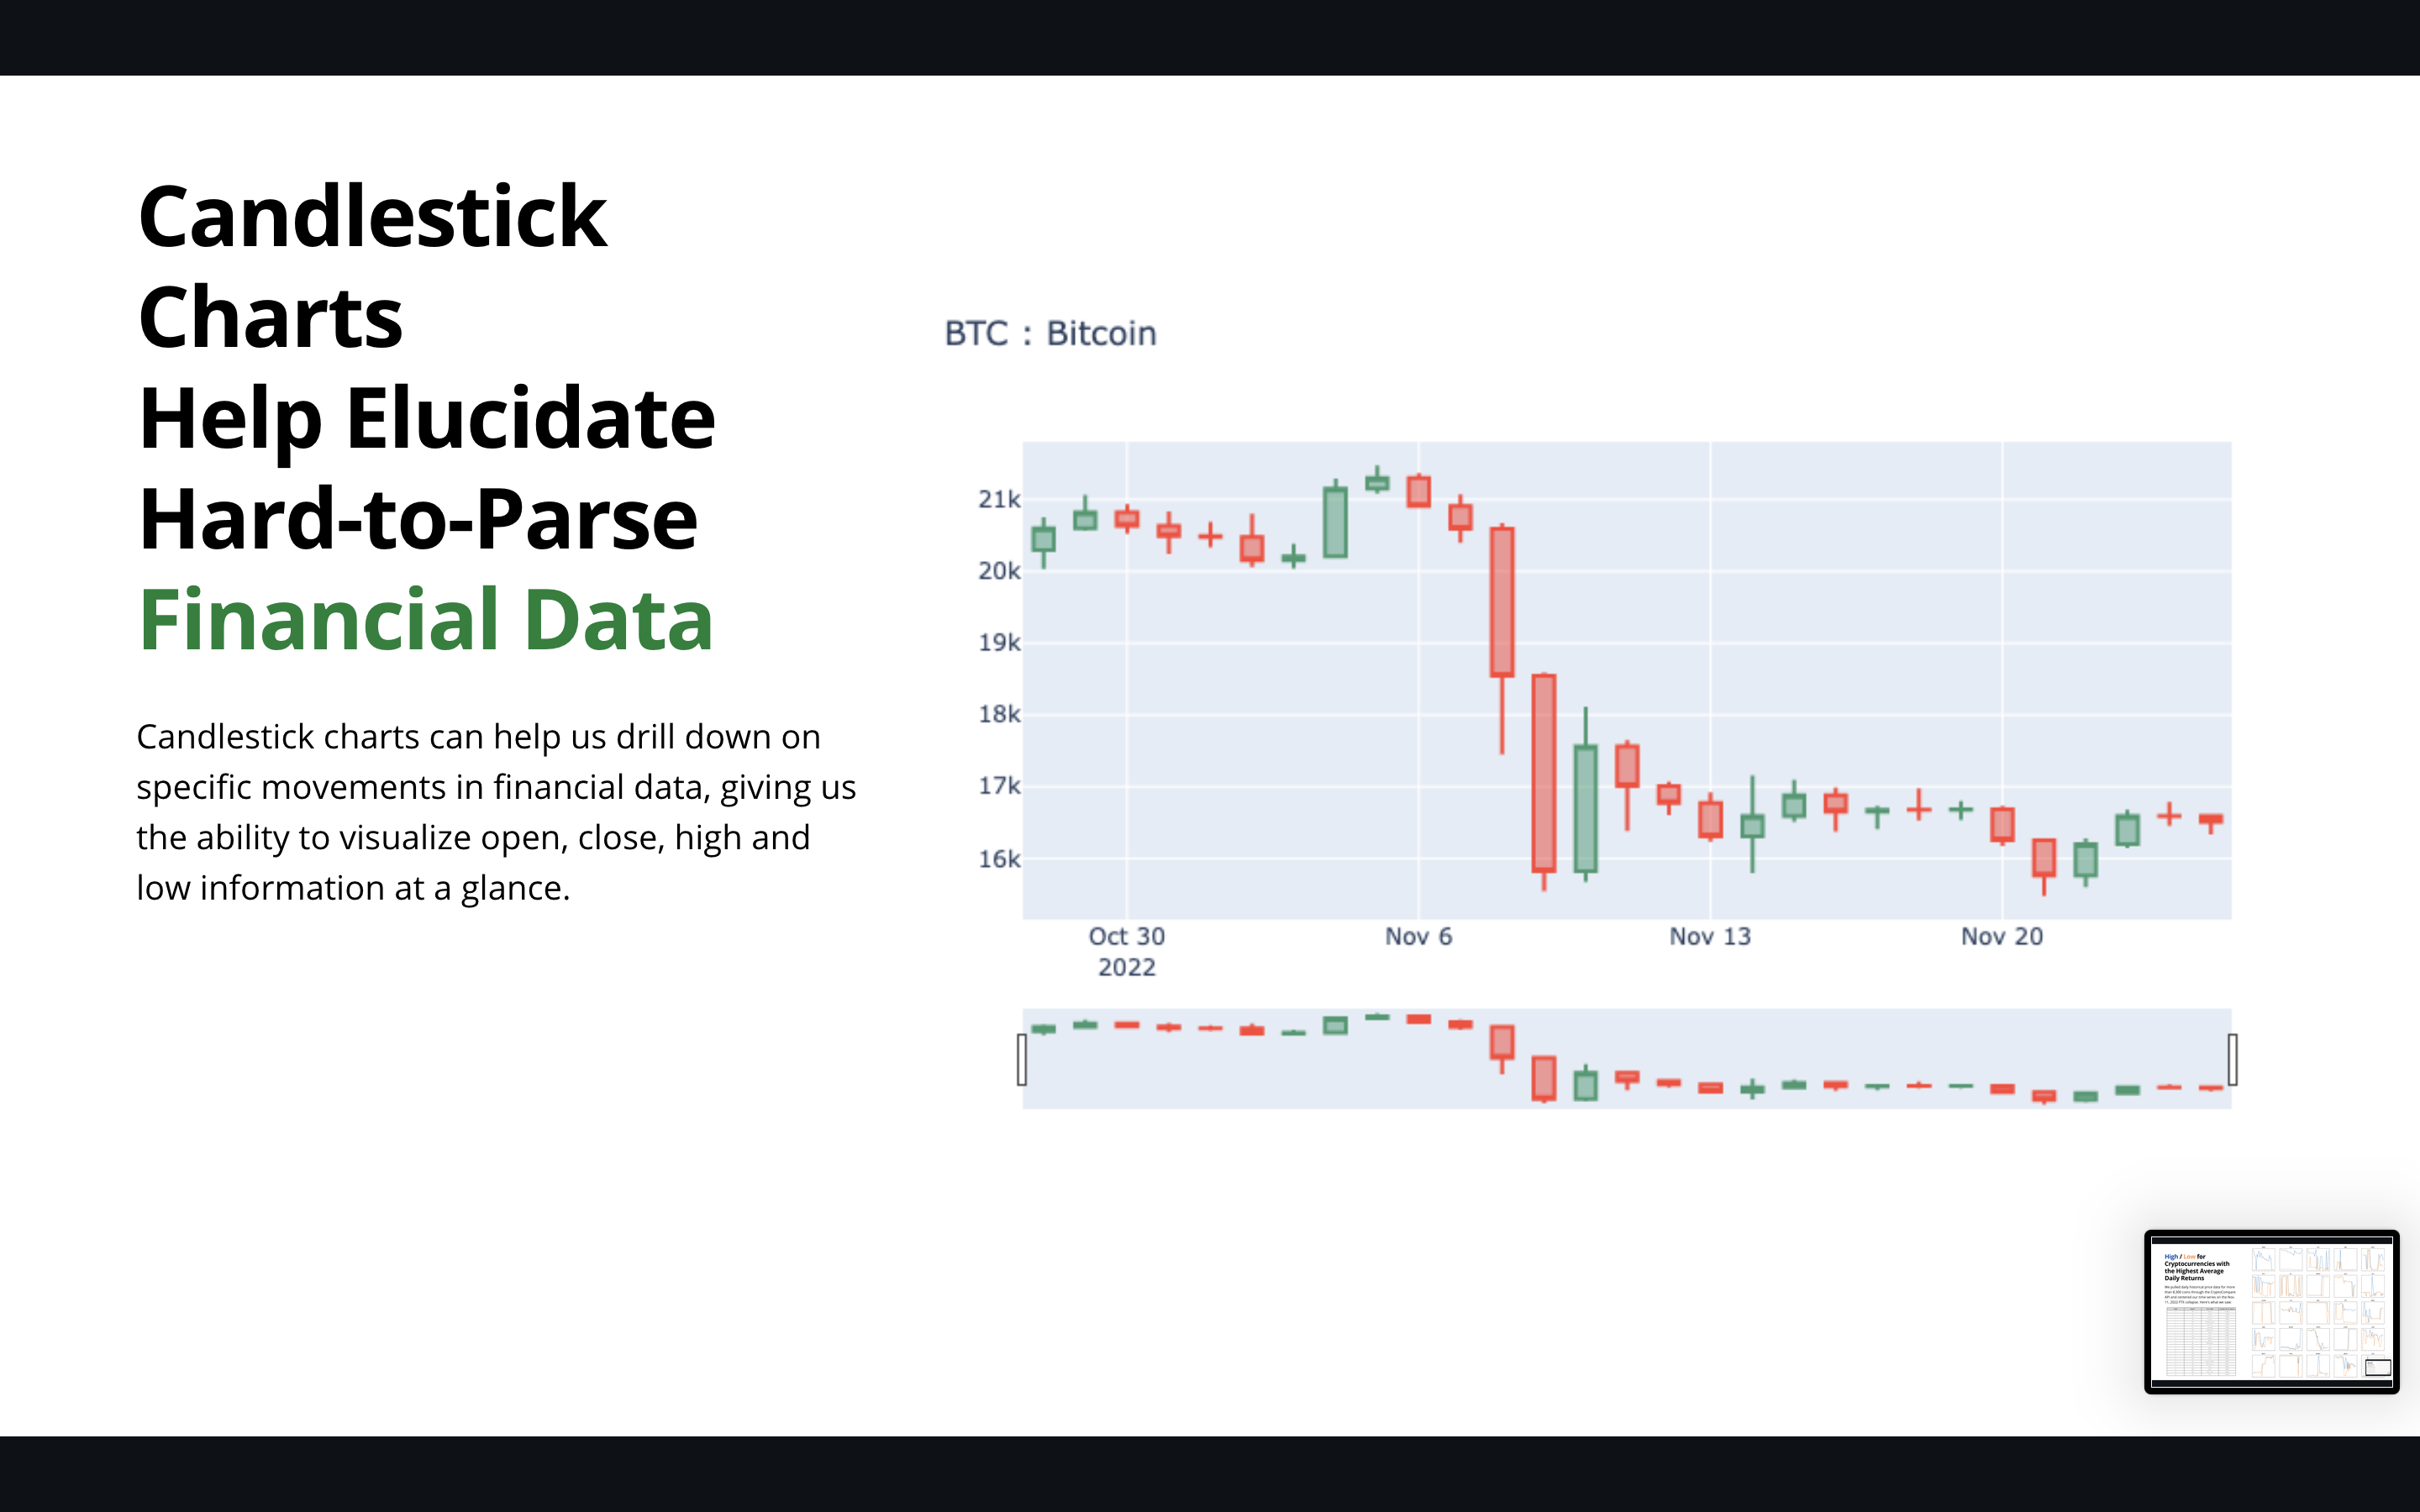 Candlestick
Charts
Help Elucidate
Hard-to-Parse
Financial Data
Candlestick charts can help us drill down on
specific movements in financial data, giving us
the ability to visualize open, close, high and
low information at a glance.
BTC : Bitcoin
21k
20k
19k
18k
17k
16k
Oct 30
2022
Nov 6
Nov 13
Nov 20
High / Low for
Cryptocurrencies with
the Highest Average
Daily Returns